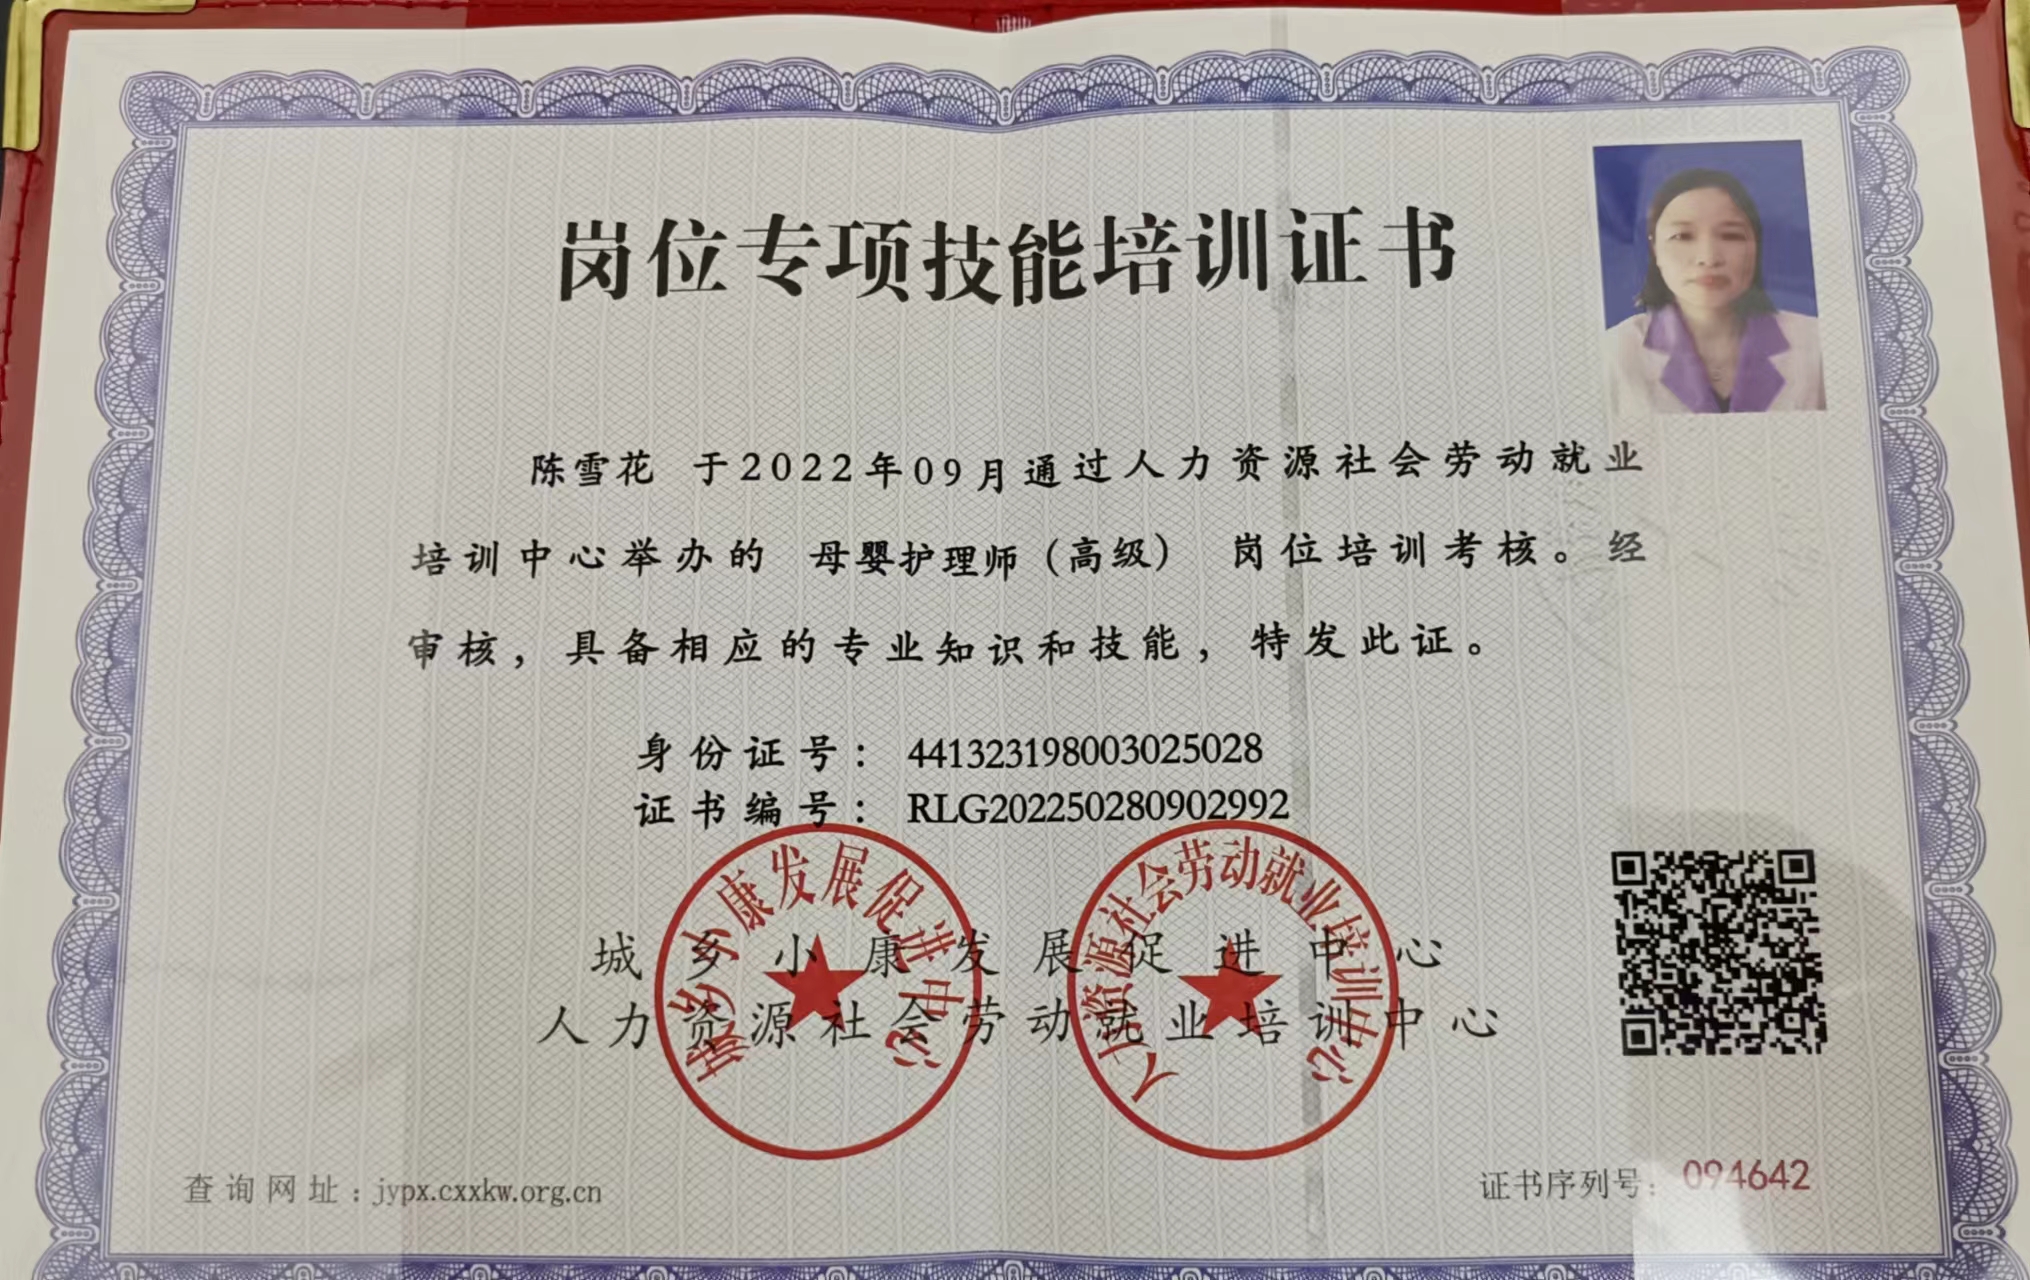 岗位专项技能培训证书
陈雪花 于2022年09月通过人力资源社会劳动就业
培训中心举办的 母婴护理师（高级） 岗位培训考核。经
审核，具备相应的专业知识和技能，特发此证。
身份证号：441323198003025028
证书编号：RLG202250280902992
城乡小康发展促进中心
人力资源社会劳动就业培训中心
城乡小康发展促进中心
人力资源社会劳动就业培训中心
查询网址：jypx.cxxkw.org.cn
证书序列号：094642